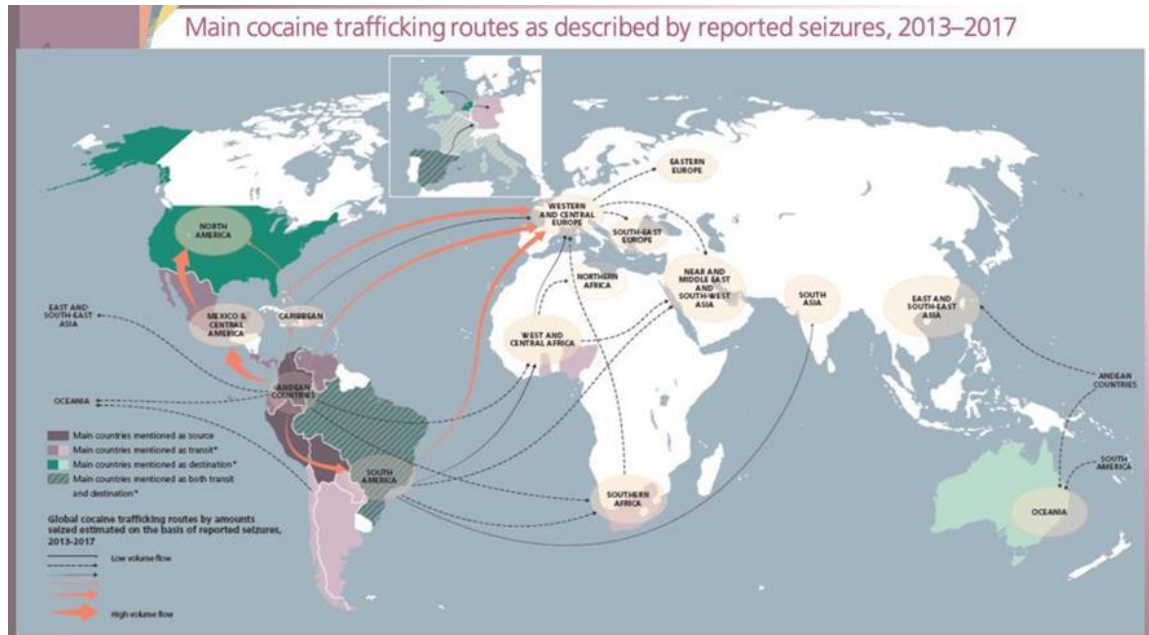 Main cocaine trafficking routes as described by reported seizures, 2013–2017
NORTH
AMERICA
MEXICO &
CENTRAL
AMERICA
CARIBBEAN
EAST AND
SOUTH-EAST
ASIA
ANDEAN
COUNTRIES
OCEANIA
SOUTH
AMERICA
WESTERN
AND CENTRAL
EUROPE
EASTERN
EUROPE
SOUTH-EAST
EUROPE
NORTHERN
AFRICA
NEAR AND
MIDDLE EAST
AND
SOUTH-WEST
ASIA
WEST AND
CENTRAL AFRICA
SOUTHERN
AFRICA
SOUTH
ASIA
EAST AND
SOUTH-EAST
ASIA
ANDEAN
COUNTRIES
SOUTH
AMERICA
OCEANIA
Main countries mentioned as source
Main countries mentioned as transit*
Main countries mentioned as destination*
Main countries mentioned as both transit
and destination*
Global cocaine trafficking routes by amounts
seized estimated on the basis of reported seizures,
2013-2017
Low volume flow
High volume flow